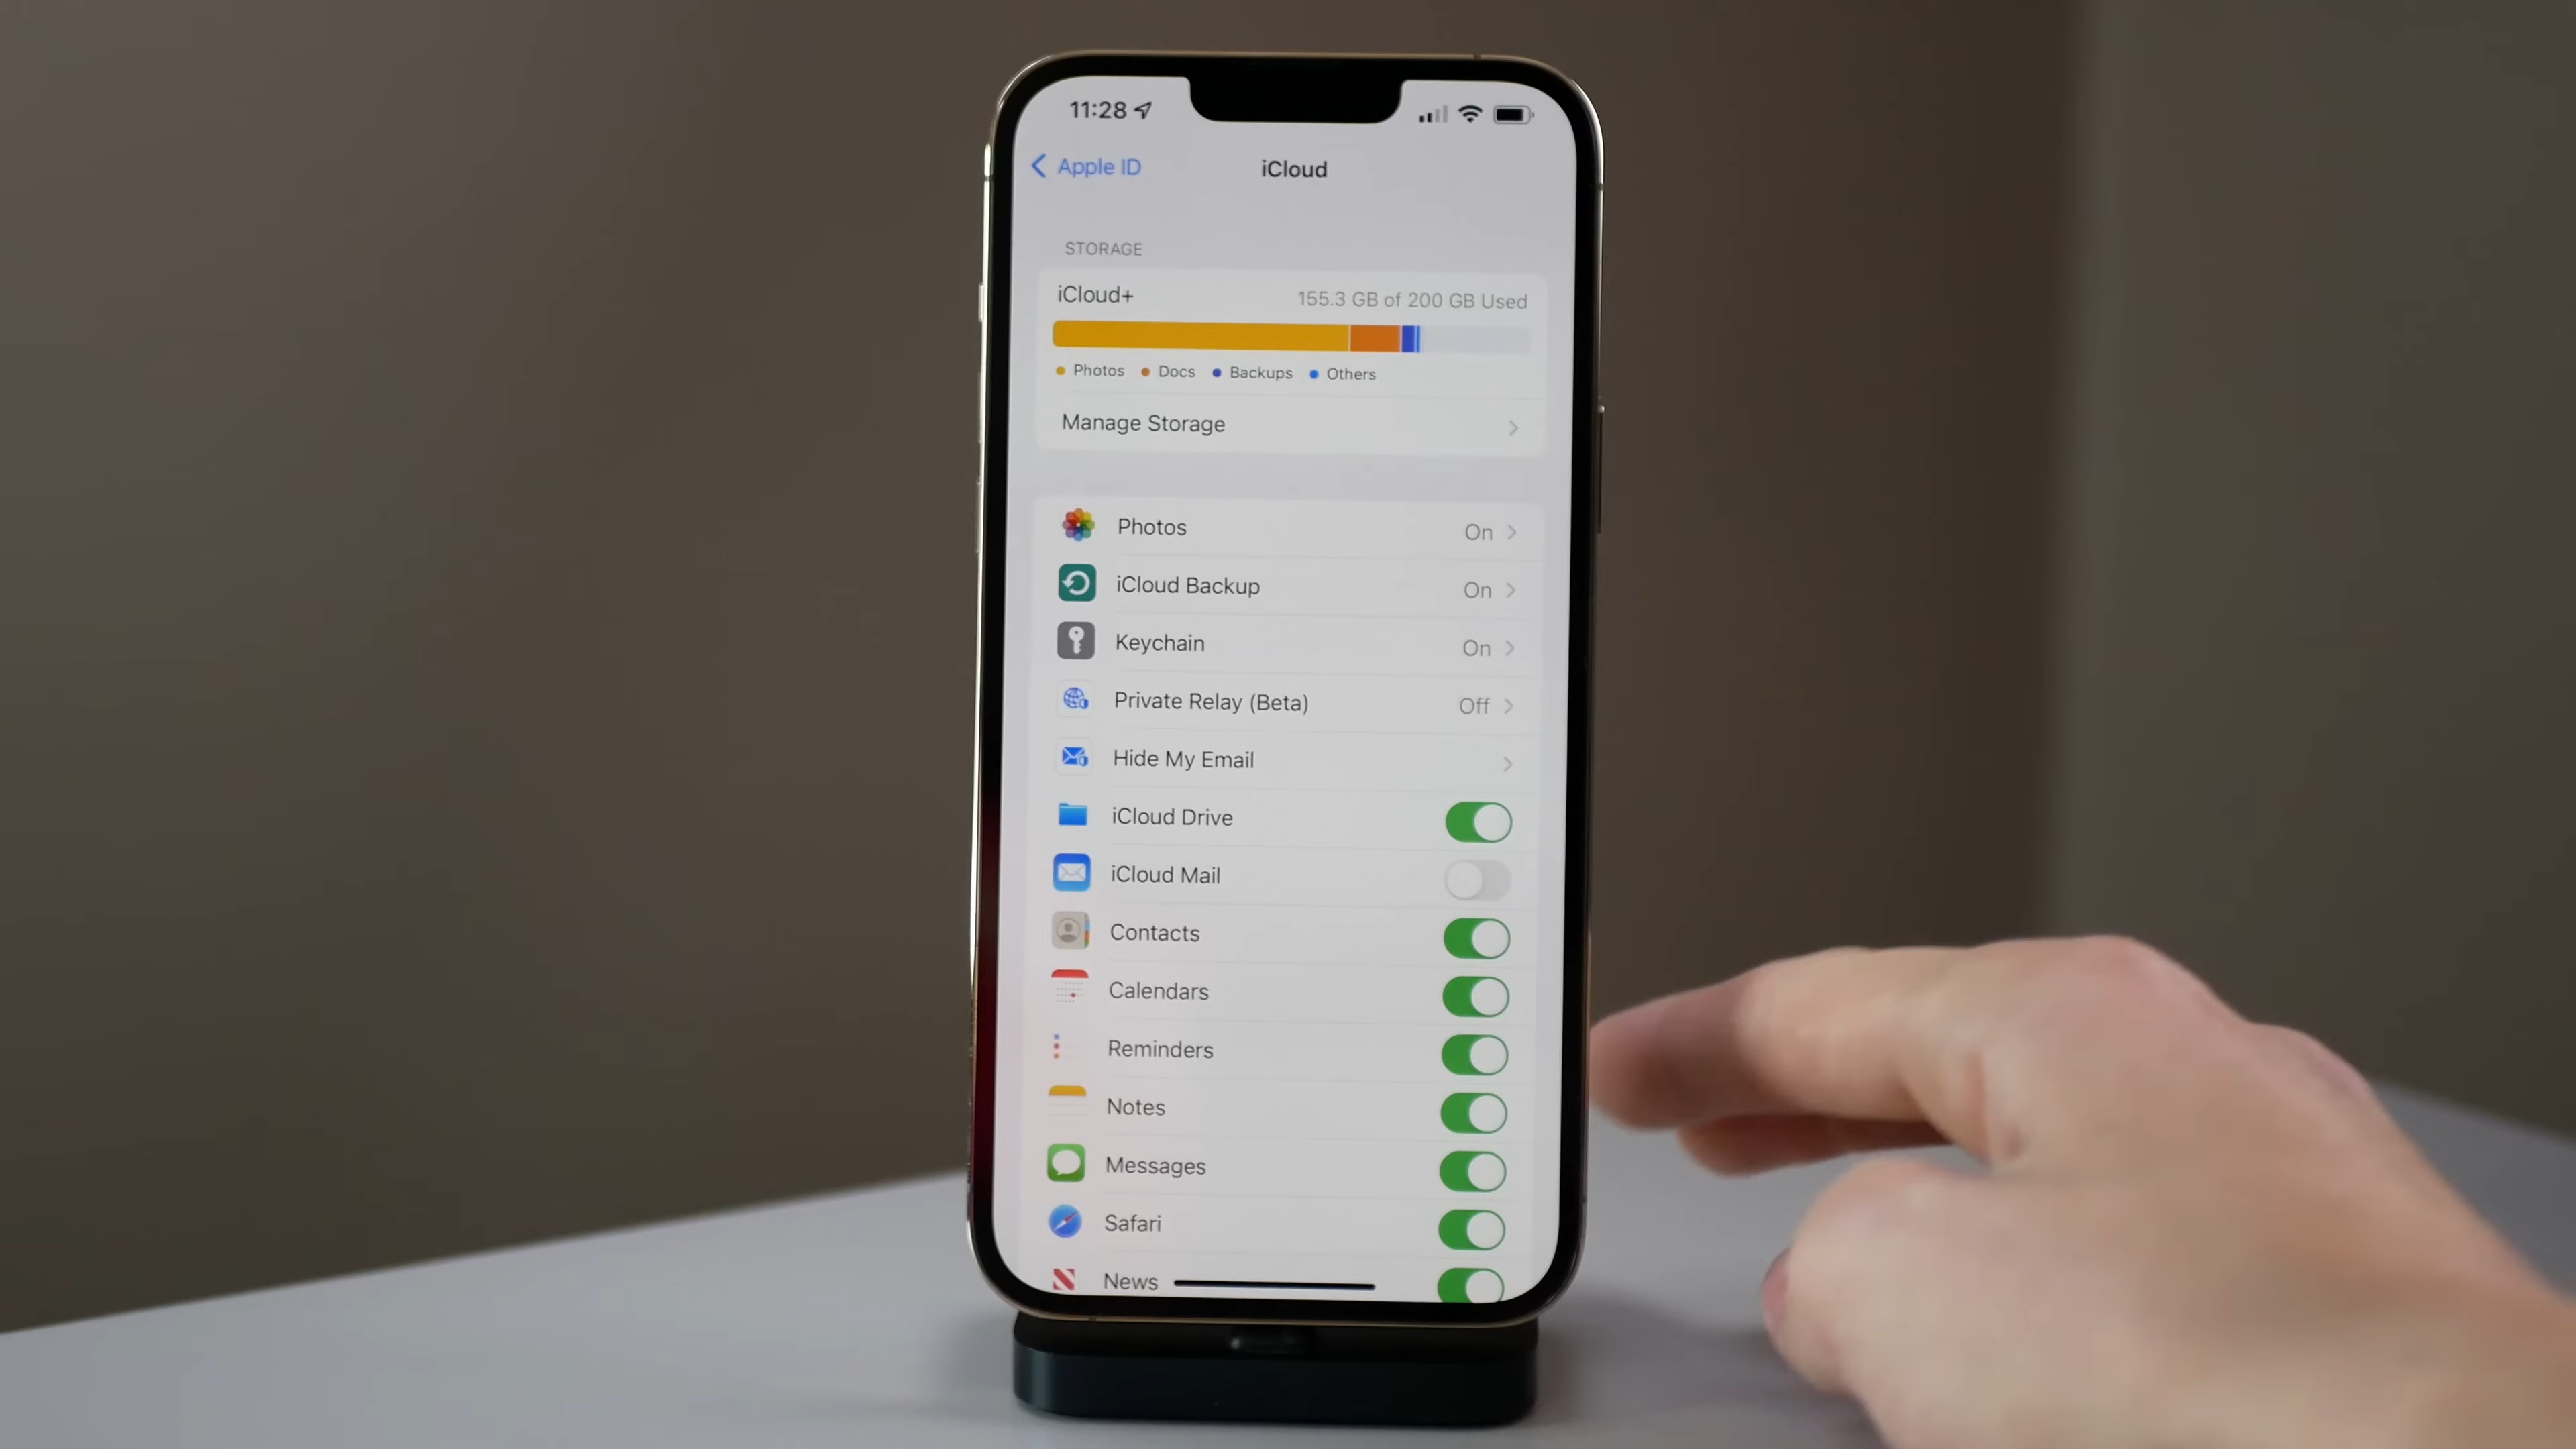 11:28
Apple ID
iCloud
STORAGE
iCloud+ 155.3 GB of 200 GB Used
Photos Docs Backups Others
Manage Storage
Photos On
iCloud Backup On
Keychain On
Private Relay (Beta) Off
Hide My Email
iCloud Drive
iCloud Mail
Contacts
Calendars
Reminders
Notes
Messages
Safari
News